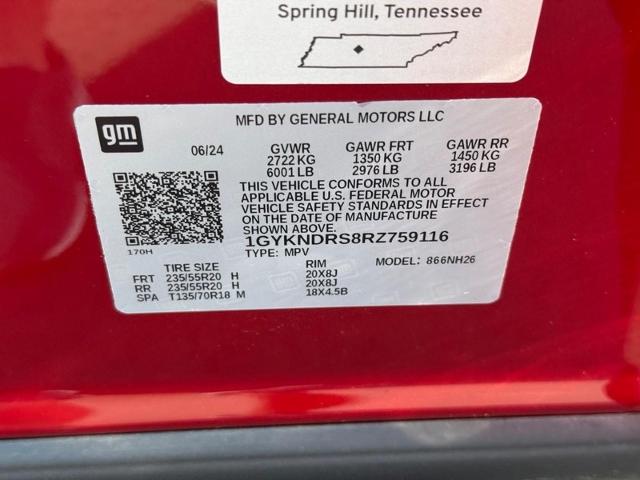 Spring Hill, Tennessee
gm
MFD BY GENERAL MOTORS LLC
06/24 GVWR GAWR FRT GAWR RR
2722 KG 1350 KG 1450 KG
6001 LB 2976 LB 3196 LB
THIS VEHICLE CONFORMS TO ALL
APPLICABLE U.S. FEDERAL MOTOR
VEHICLE SAFETY STANDARDS IN EFFECT
ON THE DATE OF MANUFACTURE
SHOWN ABOVE.
1GYKNDRS8RZ759116
170H TYPE: MPV MODEL: 866NH26
TIRE SIZE RIM
FRT 235/55R20 H 20X8J
RR 235/55R20 H 20X8J
SPA T135/70R18 M 18X4.5B